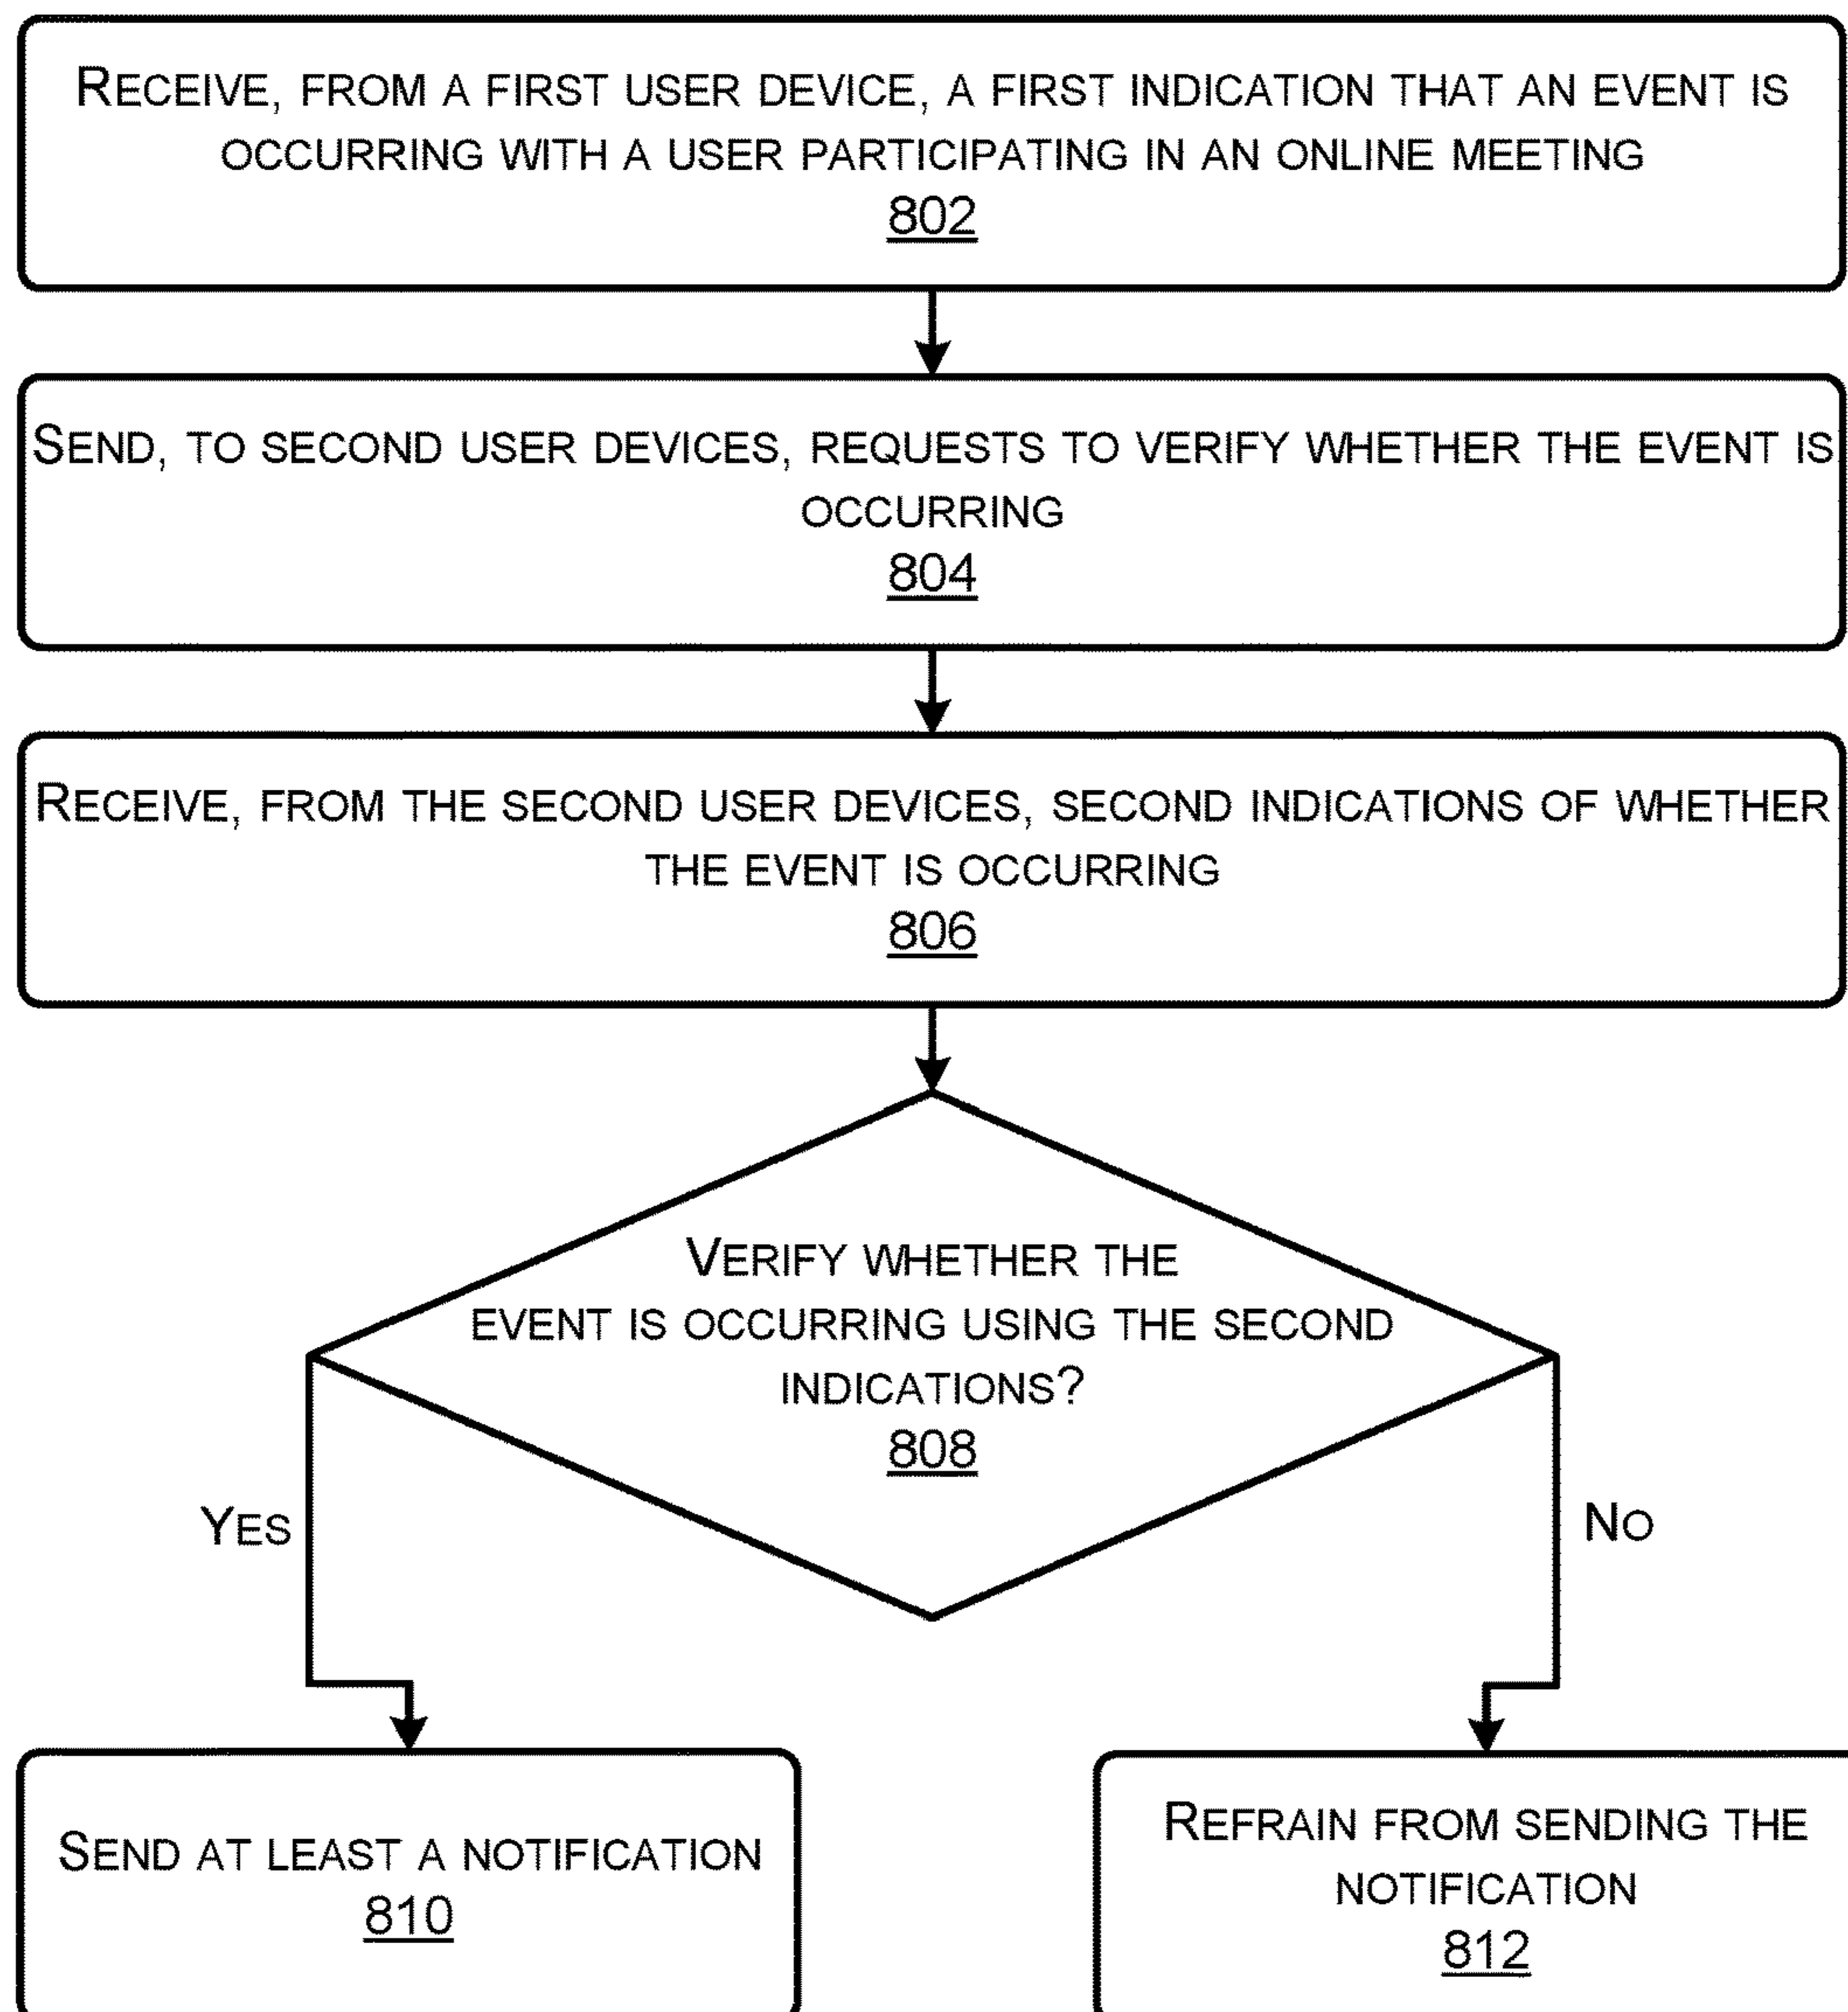 RECEIVE, FROM A FIRST USER DEVICE, A FIRST INDICATION THAT AN EVENT IS
OCCURRING WITH A USER PARTICIPATING IN AN ONLINE MEETING
802
SEND, TO SECOND USER DEVICES, REQUESTS TO VERIFY WHETHER THE EVENT IS
OCCURRING
804
RECEIVE, FROM THE SECOND USER DEVICES, SECOND INDICATIONS OF WHETHER
THE EVENT IS OCCURRING
806
VERIFY WHETHER THE
EVENT IS OCCURRING USING THE SECOND
INDICATIONS?
808
YES
NO
SEND AT LEAST A NOTIFICATION
810
REFRAIN FROM SENDING THE
NOTIFICATION
812